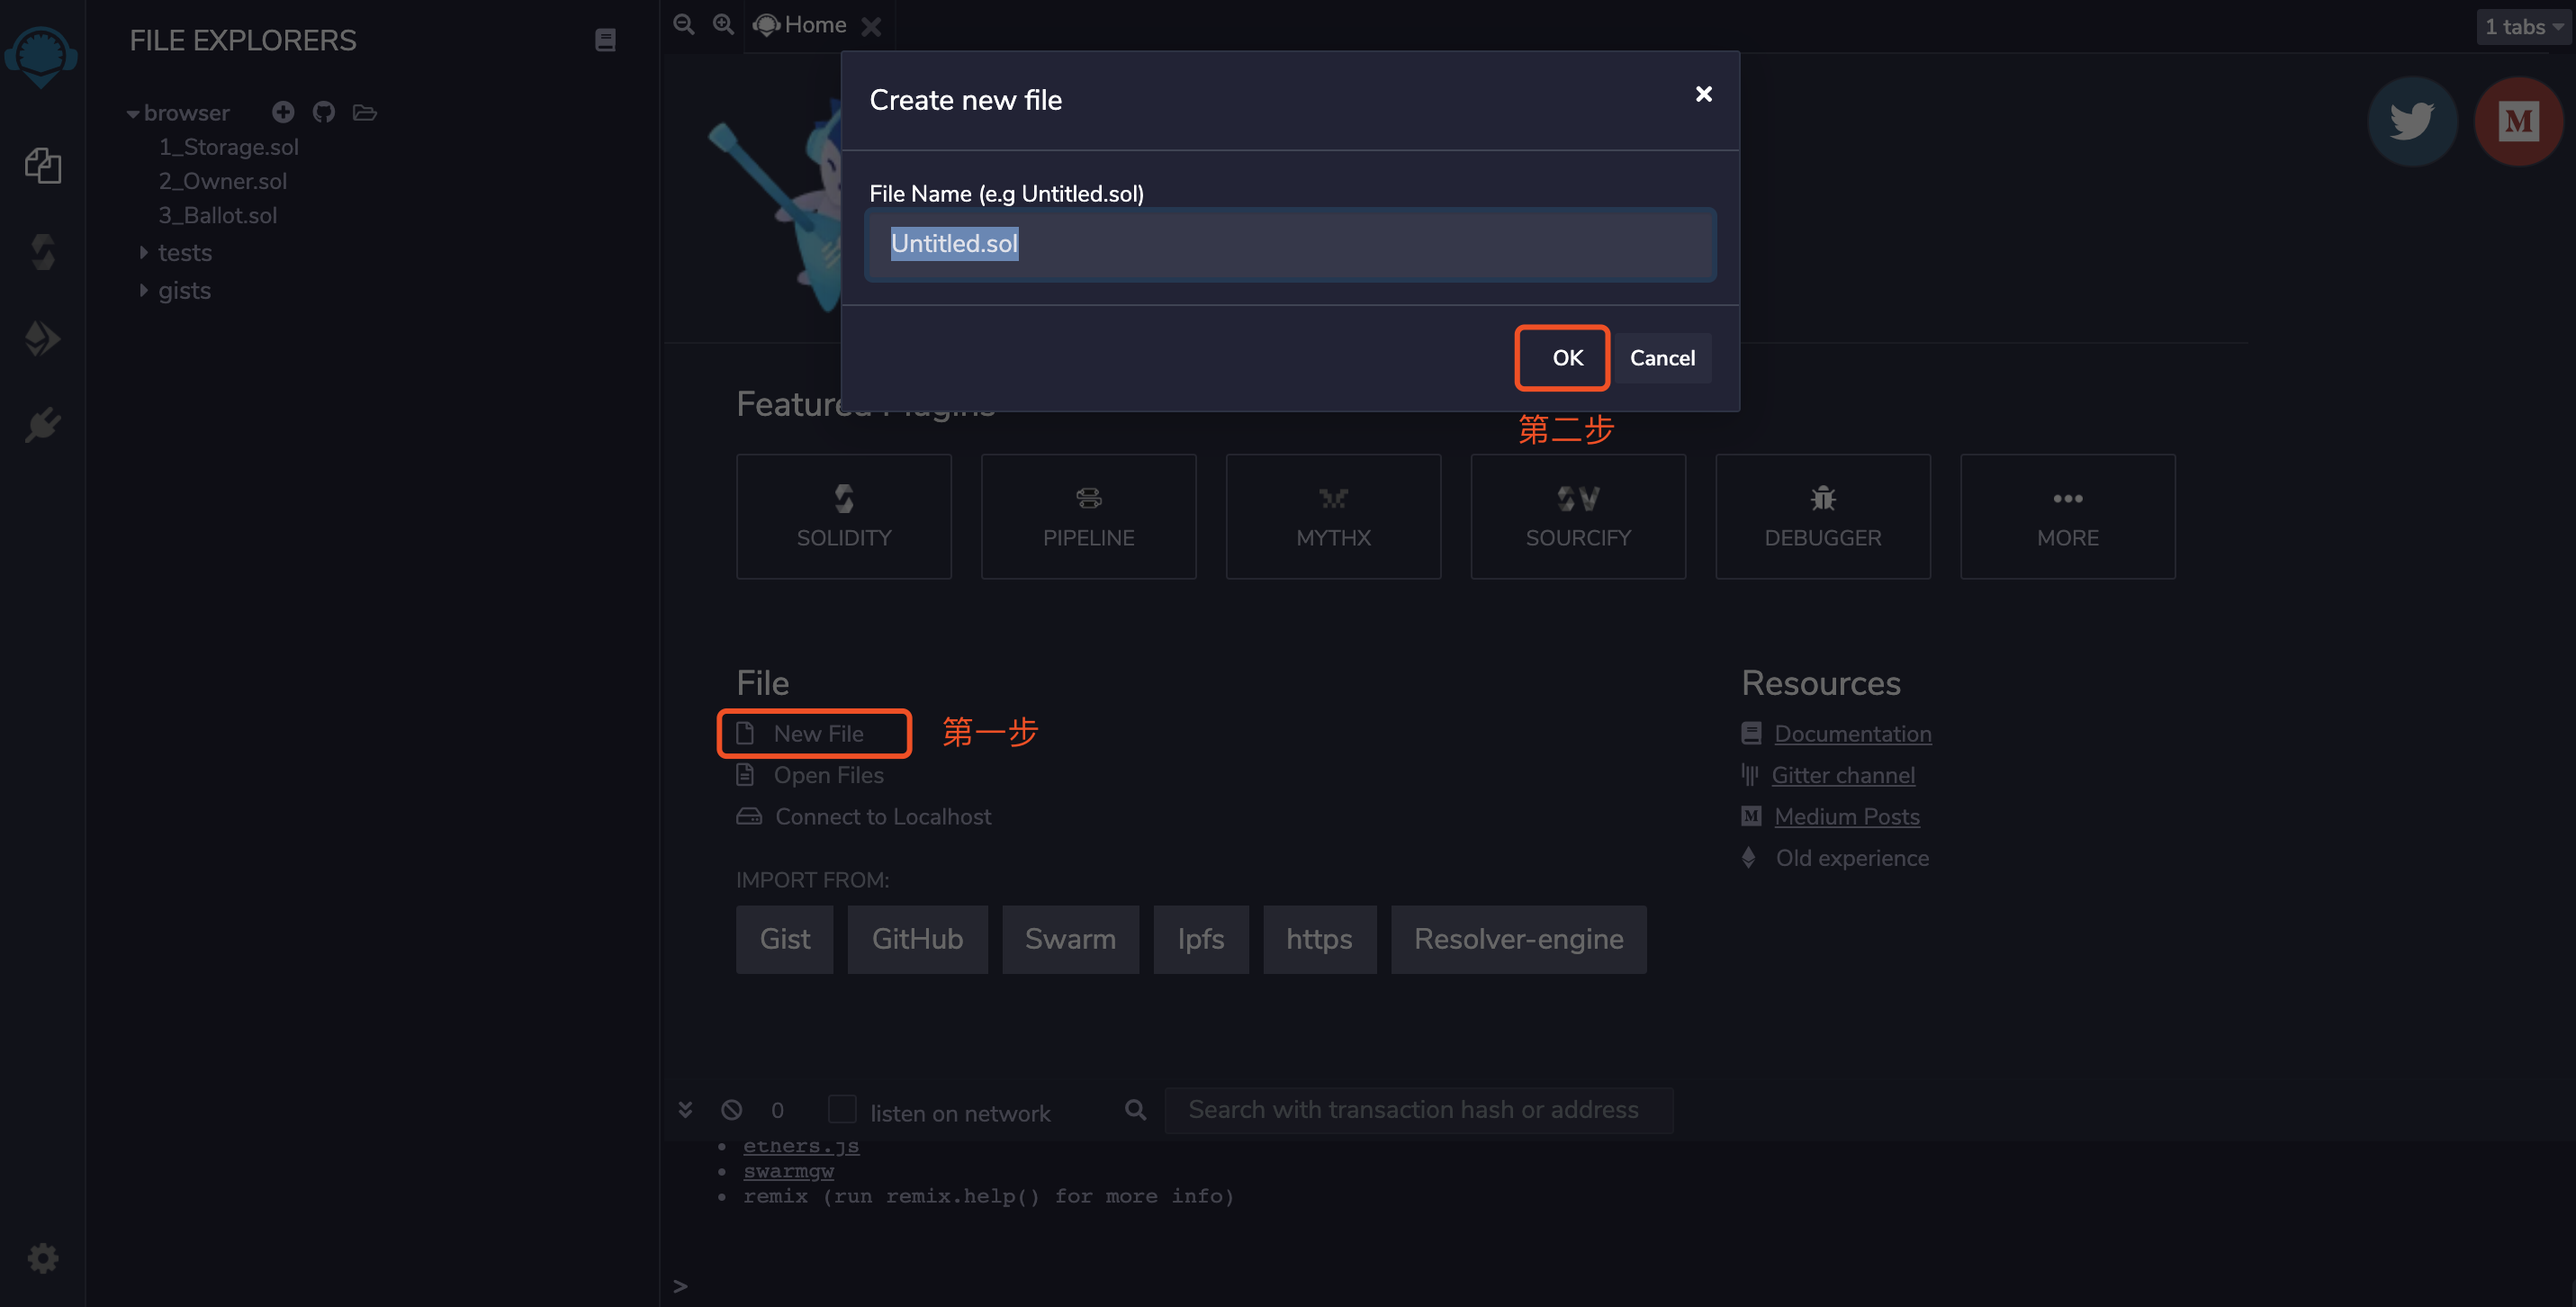 FILE EXPLORERS
browser
1_Storage.sol
2_Owner.sol
3_Ballot.sol
tests
gists
Home
1 tabs
Create new file
File Name (e.g Untitled.sol)
Untitled.sol
OK
Cancel
第二步
Featured Plugins
SOLIDITY
PIPELINE
MYTHX
SOURCIFY
DEBUGGER
MORE
File
New File
第一步
Open Files
Connect to Localhost
IMPORT FROM:
Gist
GitHub
Swarm
Ipfs
https
Resolver-engine
Resources
Documentation
Gitter channel
Medium Posts
Old experience
0
listen on network
Search with transaction hash or address
ethers.js
swarmgw
remix (run remix.help() for more info)
>